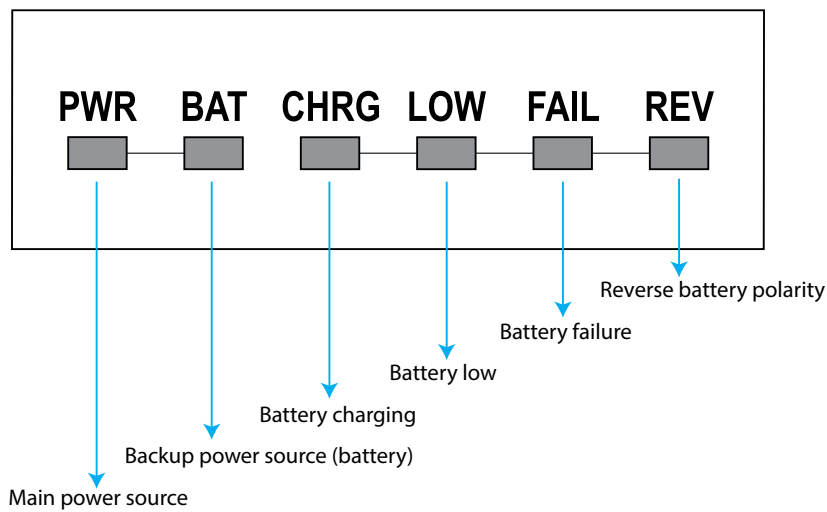 PWR BAT CHRG LOW FAIL REV
Reverse battery polarity
Battery failure
Battery low
Battery charging
Backup power source (battery)
Main power source